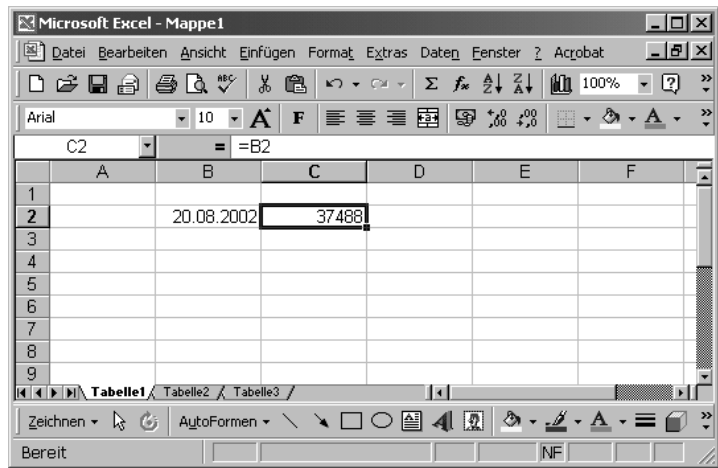 Microsoft Excel - Mappe1
Datei Bearbeiten Ansicht Einfügen Format Extras Daten Fenster ? Acrobat
100%
Arial 10 A F
C2 = =B2
A B C D E F
1
2 20.08.2002 37488
3
4
5
6
7
8
9
Tabelle1 Tabelle2 Tabelle3
Zeichnen AutoFormen
Bereit NF